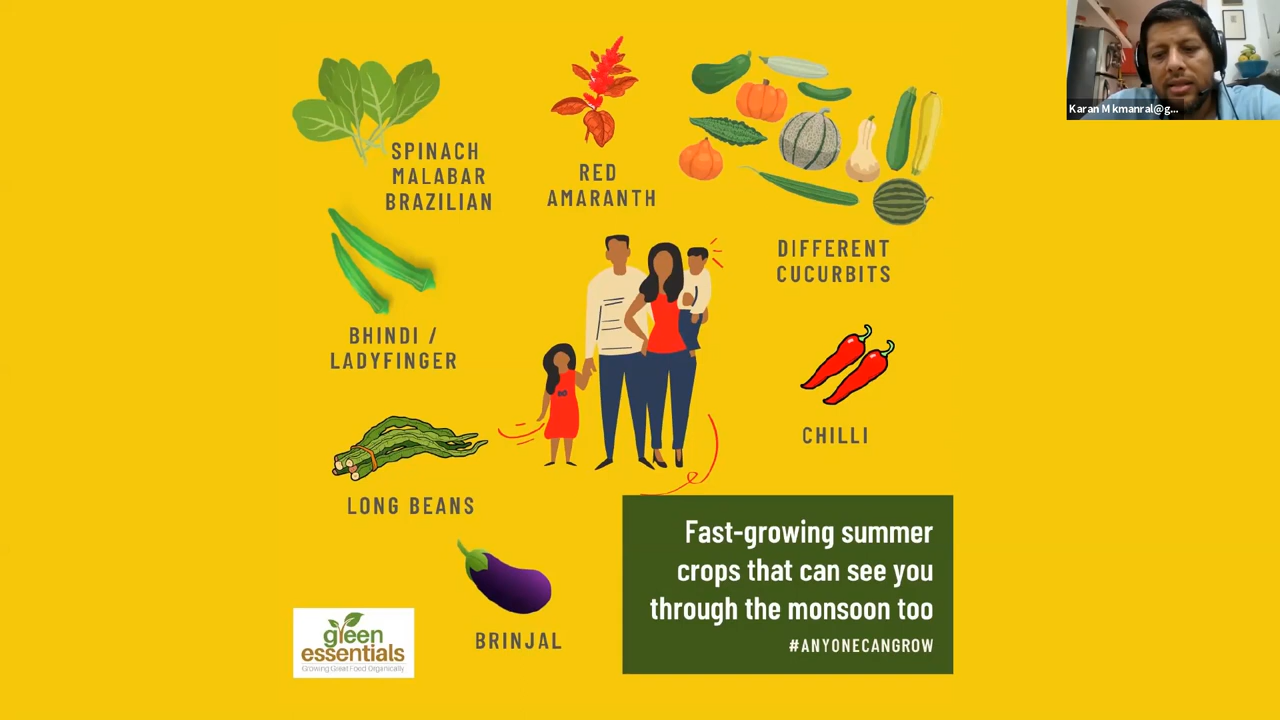 Karan M kmanral@g...
SPINACH
MALABAR
BRAZILIAN
RED
AMARANTH
DIFFERENT
CUCURBITS
BHINDI /
LADYFINGER
CHILLI
LONG BEANS
BRINJAL
Fast-growing summer
crops that can see you
through the monsoon too
#ANYONECANGROW
green
essentials
Growing Great Food Organically